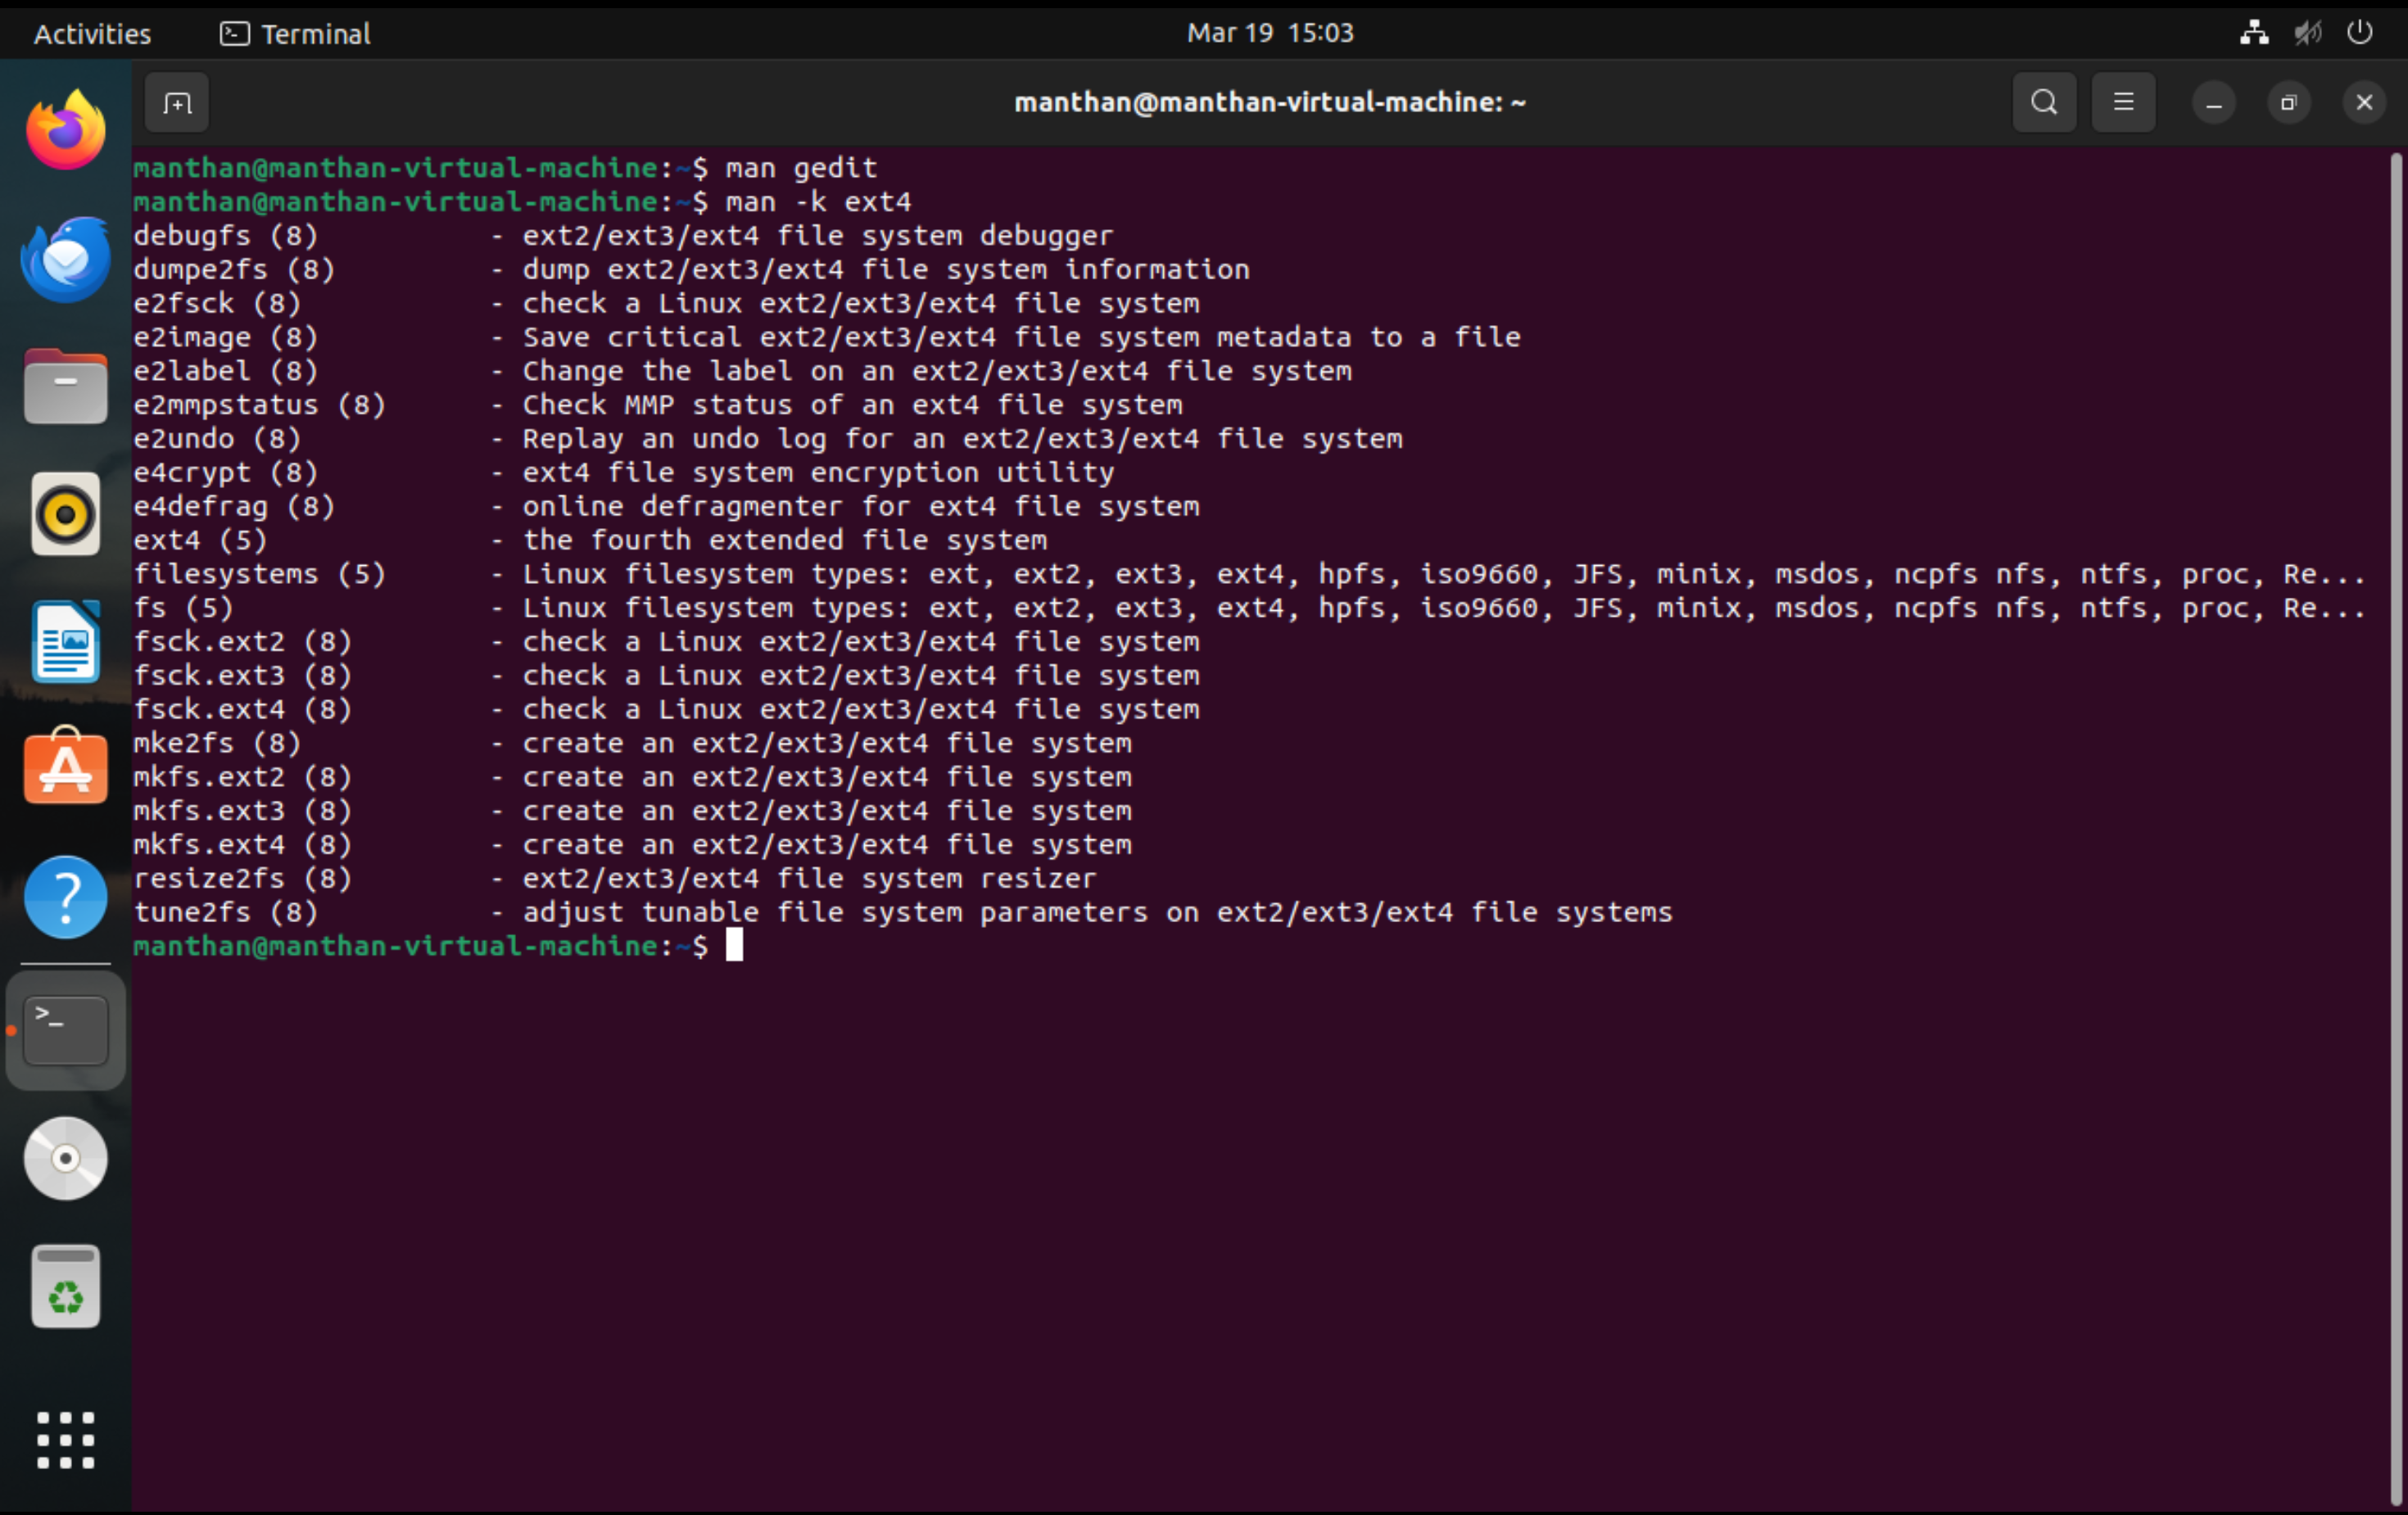 Activities Terminal Mar 19 15:03
manthan@manthan-virtual-machine: ~
manthan@manthan-virtual-machine:~$ man gedit
manthan@manthan-virtual-machine:~$ man -k ext4
debugfs (8)          - ext2/ext3/ext4 file system debugger
dumpe2fs (8)         - dump ext2/ext3/ext4 file system information
e2fsck (8)           - check a Linux ext2/ext3/ext4 file system
e2image (8)          - Save critical ext2/ext3/ext4 file system metadata to a file
e2label (8)          - Change the label on an ext2/ext3/ext4 file system
e2mmpstatus (8)      - Check MMP status of an ext4 file system
e2undo (8)           - Replay an undo log for an ext2/ext3/ext4 file system
e4crypt (8)          - ext4 file system encryption utility
e4defrag (8)         - online defragmenter for ext4 file system
ext4 (5)             - the fourth extended file system
filesystems (5)      - Linux filesystem types: ext, ext2, ext3, ext4, hpfs, iso9660, JFS, minix, msdos, ncpfs nfs, ntfs, proc, Re...
fs (5)               - Linux filesystem types: ext, ext2, ext3, ext4, hpfs, iso9660, JFS, minix, msdos, ncpfs nfs, ntfs, proc, Re...
fsck.ext2 (8)        - check a Linux ext2/ext3/ext4 file system
fsck.ext3 (8)        - check a Linux ext2/ext3/ext4 file system
fsck.ext4 (8)        - check a Linux ext2/ext3/ext4 file system
mke2fs (8)           - create an ext2/ext3/ext4 file system
mkfs.ext2 (8)        - create an ext2/ext3/ext4 file system
mkfs.ext3 (8)        - create an ext2/ext3/ext4 file system
mkfs.ext4 (8)        - create an ext2/ext3/ext4 file system
resize2fs (8)        - ext2/ext3/ext4 file system resizer
tune2fs (8)          - adjust tunable file system parameters on ext2/ext3/ext4 file systems
manthan@manthan-virtual-machine:~$